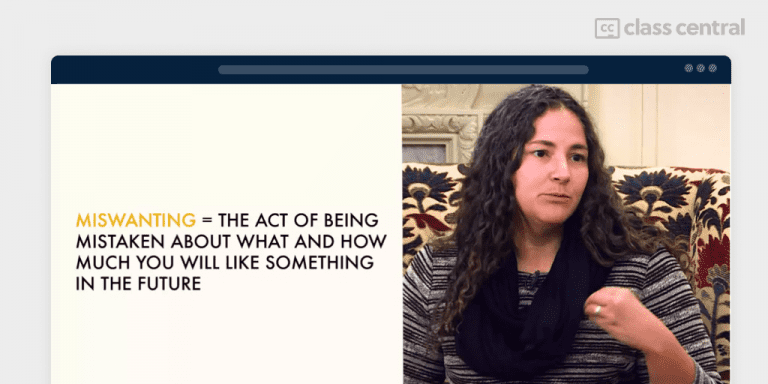 cc class central
MISWANTING = THE ACT OF BEING
MISTAKEN ABOUT WHAT AND HOW
MUCH YOU WILL LIKE SOMETHING
IN THE FUTURE